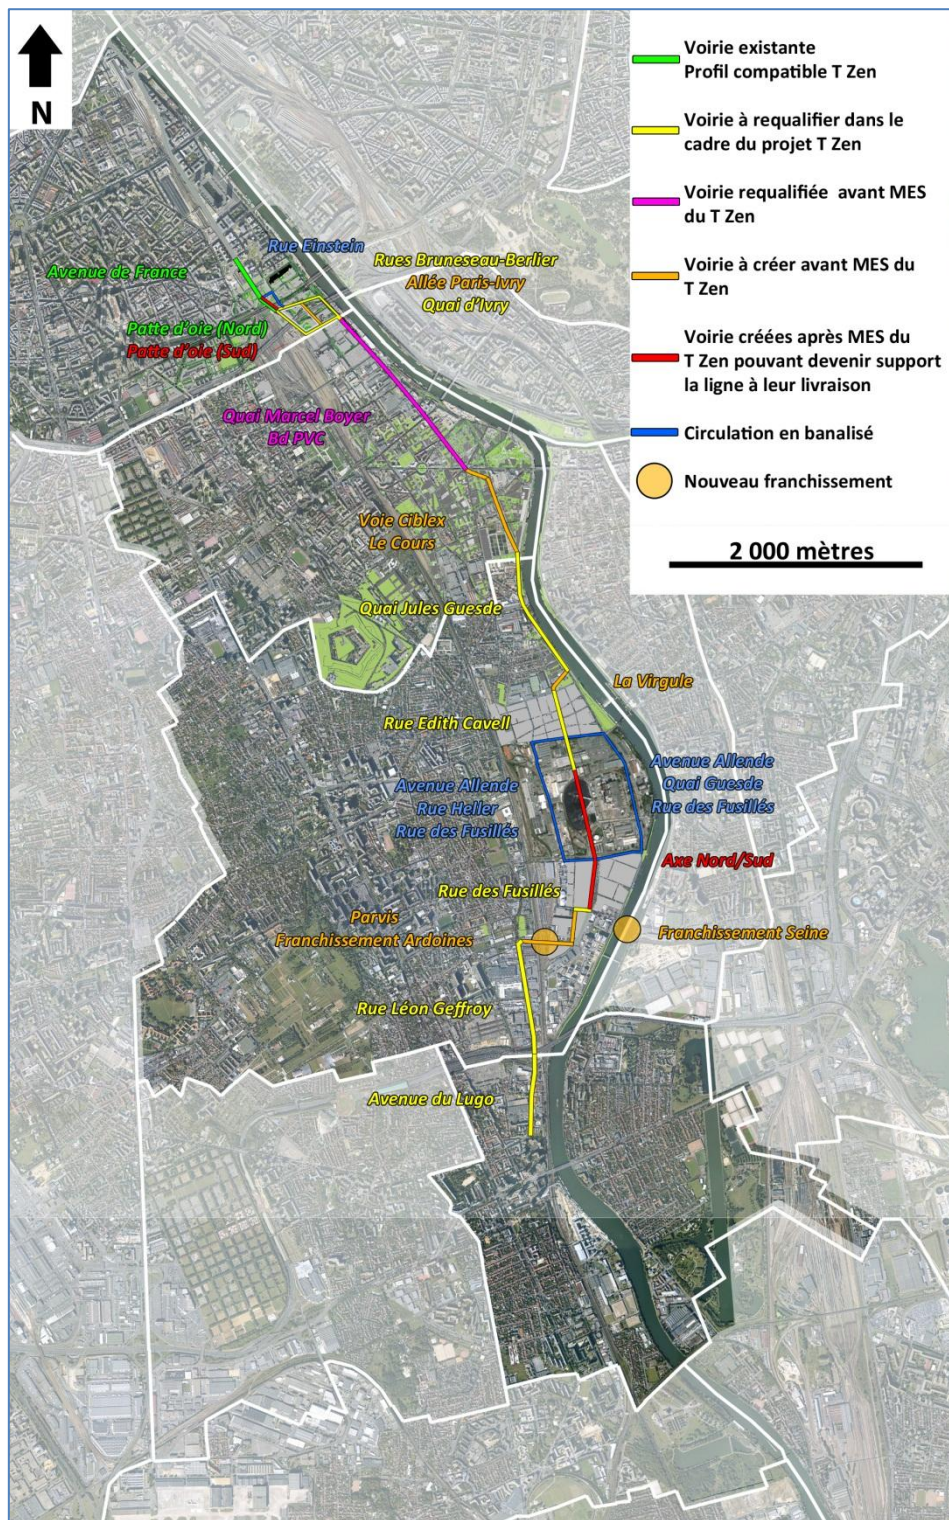 N
Voirie existante
Profil compatible T Zen
Voirie à requalifier dans le
cadre du projet T Zen
Voirie requalifiée avant MES
du T Zen
Voirie à créer avant MES du
T Zen
Voirie créées après MES du
T Zen pouvant devenir support
la ligne à leur livraison
Circulation en banalisé
Nouveau franchissement
2 000 mètres
Rue Einstein
Avenue de France
Rues Bruneseau-Berlier
Allée Paris-Ivry
Quai d'Ivry
Patte d'oie (Nord)
Patte d'oie (Sud)
Quai Marcel Boyer
Bd PVC
Voie Ciblex
Le Cours
Quai Jules Guesde
La Virgule
Rue Edith Cavell
Avenue Allende
Quai Guesde
Rue des Fusillés
Avenue Allende
Rue Heller
Rue des Fusillés
Axe Nord/Sud
Rue des Fusillés
Parvis
Franchissement Ardoines
Franchissement Seine
Rue Léon Geffroy
Avenue du Lugo